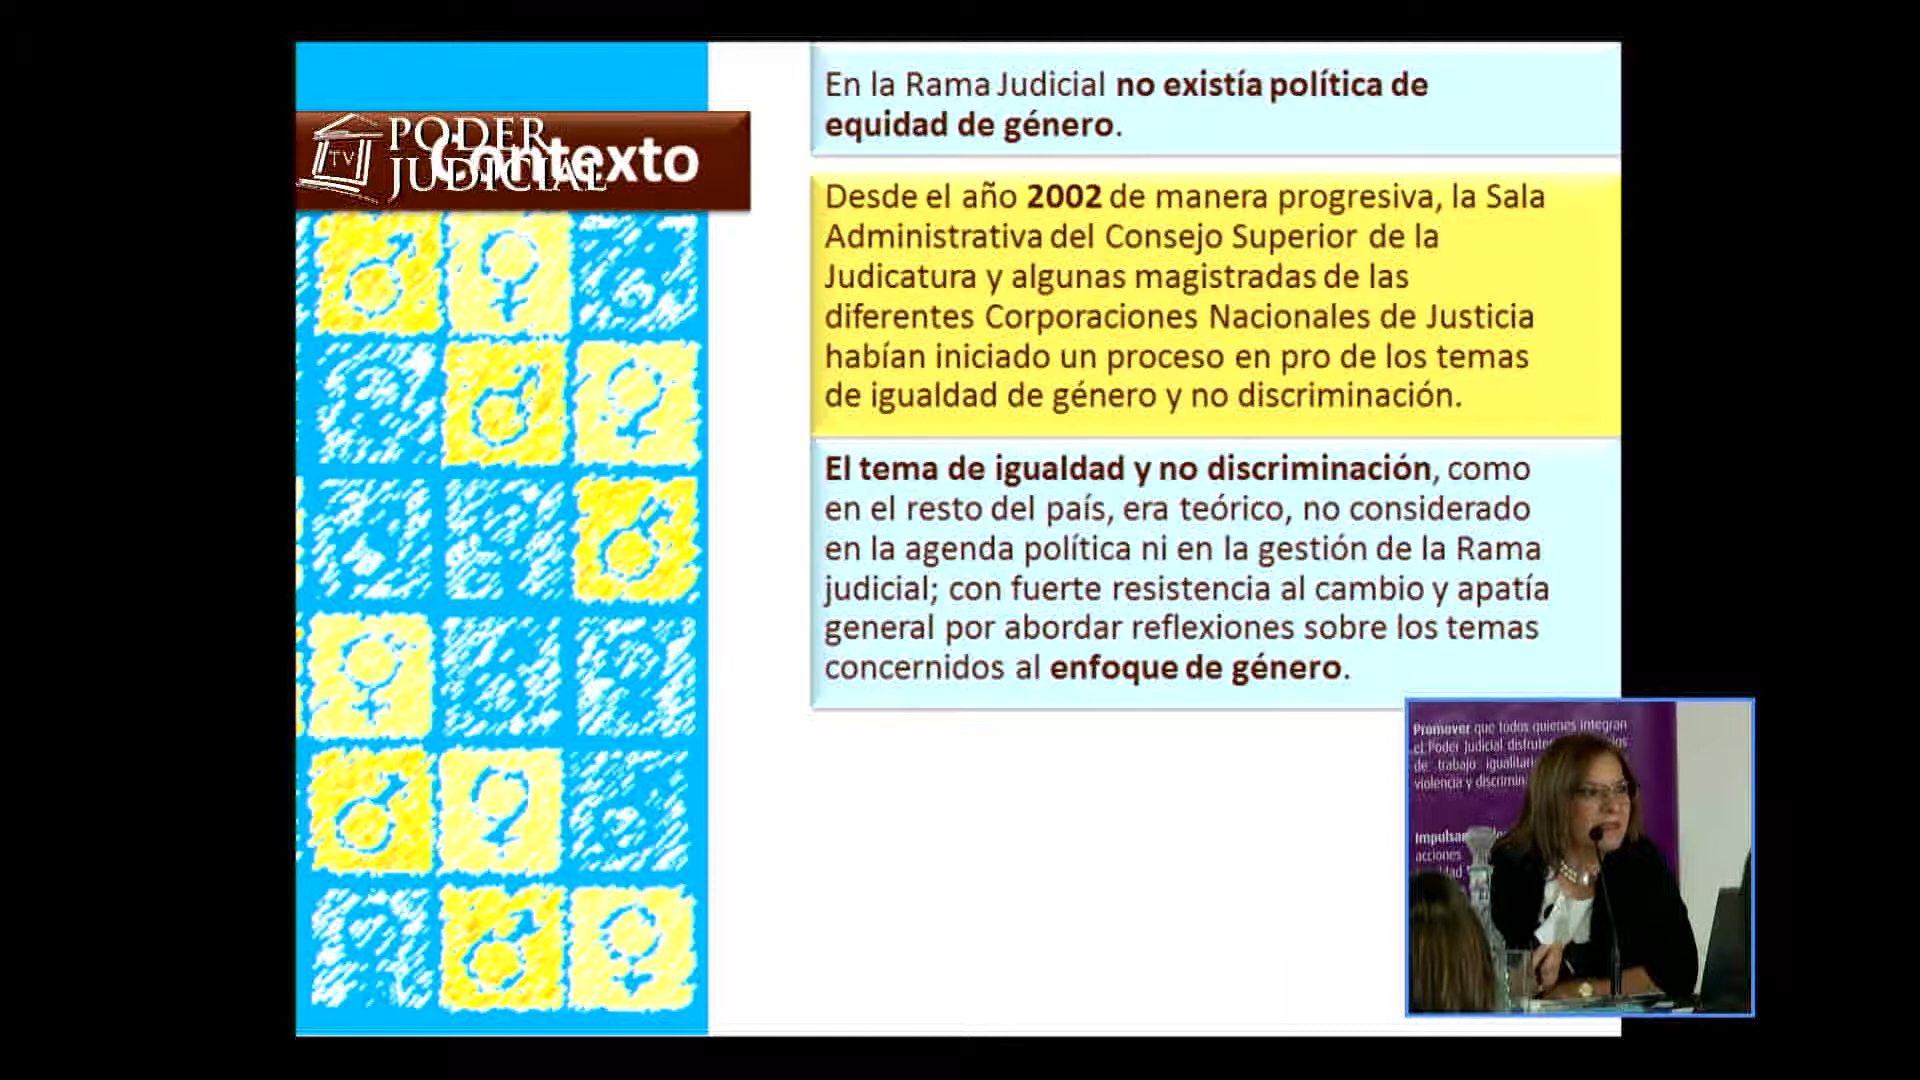 TV
PODER
JUDICIAL
Contexto
En la Rama Judicial no existía política de
equidad de género.
Desde el año 2002 de manera progresiva, la Sala
Administrativa del Consejo Superior de la
Judicatura y algunas magistradas de las
diferentes Corporaciones Nacionales de Justicia
habían iniciado un proceso en pro de los temas
de igualdad de género y no discriminación.
El tema de igualdad y no discriminación, como
en el resto del país, era teórico, no considerado
en la agenda política ni en la gestión de la Rama
judicial; con fuerte resistencia al cambio y apatía
general por abordar reflexiones sobre los temas
concernidos al enfoque de género.
Promover que todos quienes integran
el Poder Judicial
de trabajo
violencia y
acciones